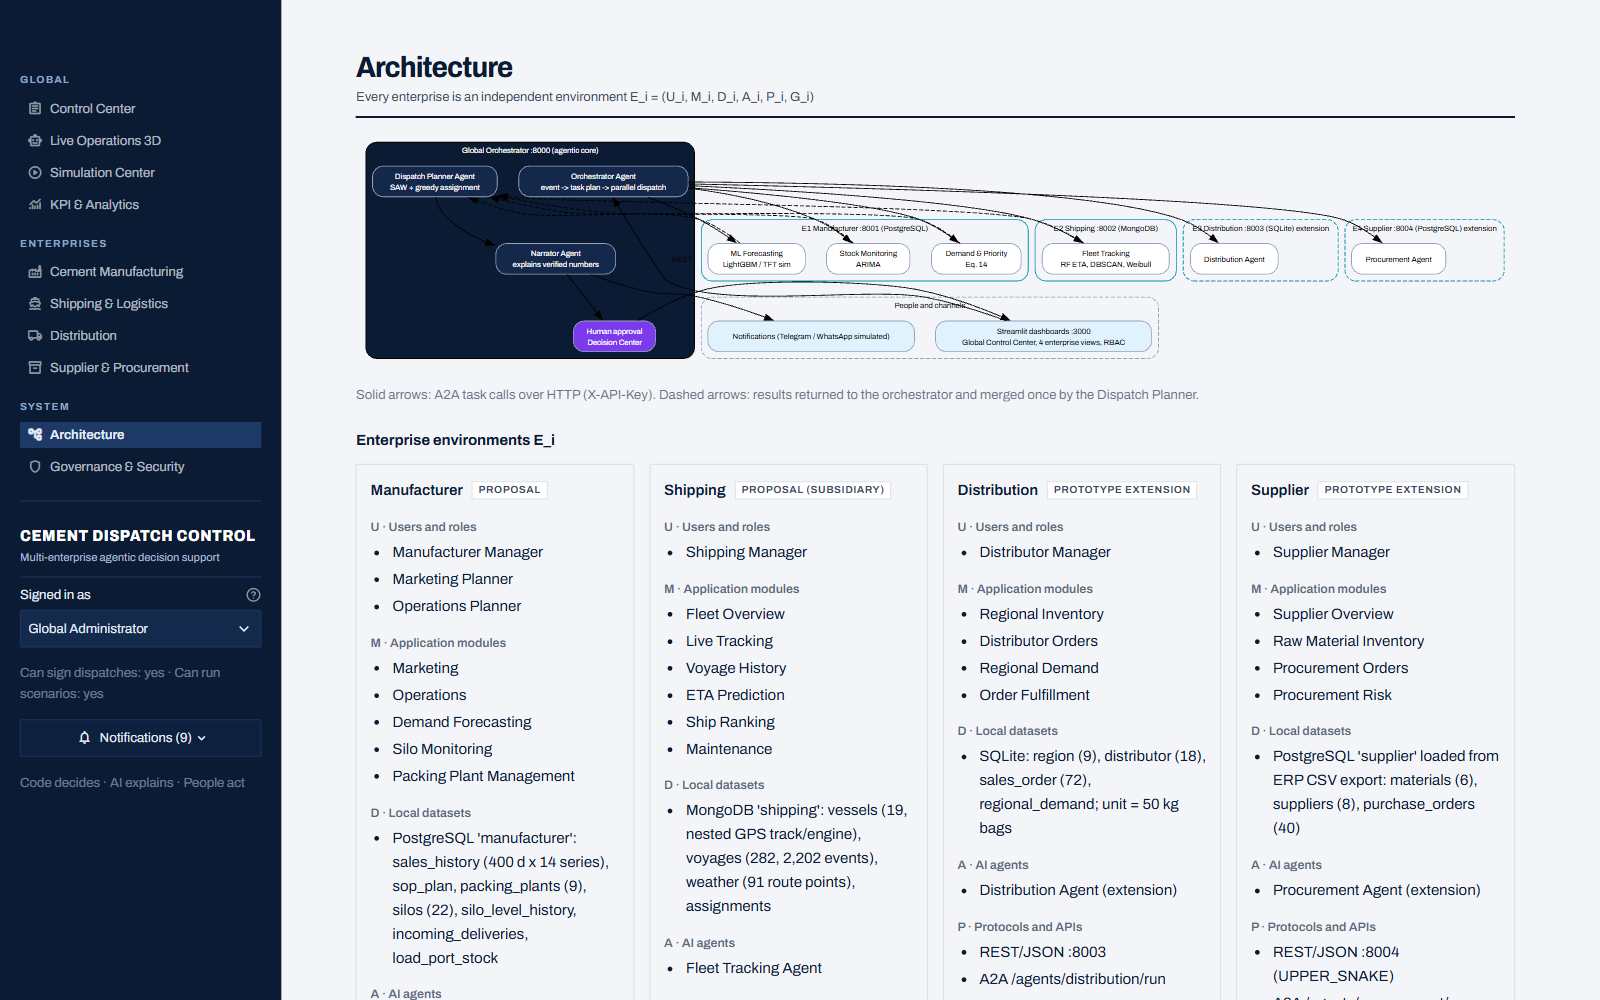 GLOBAL
Control Center
Live Operations 3D
Simulation Center
KPI & Analytics
ENTERPRISES
Cement Manufacturing
Shipping & Logistics
Distribution
Supplier & Procurement
SYSTEM
Architecture
Governance & Security
CEMENT DISPATCH CONTROL
Multi-enterprise agentic decision support
Signed in as
Global Administrator
Can sign dispatches: yes · Can run
scenarios: yes
Notifications (9)
Code decides · AI explains · People act
Architecture
Every enterprise is an independent environment E_i = (U_i, M_i, D_i, A_i, P_i, G_i)
Global Orchestrator :8000 (agentic core)
Dispatch Planner Agent
SAW + greedy assignment
Orchestrator Agent
event -> task plan -> parallel dispatch
Narrator Agent
explains verified numbers
Human approval
Decision Center
REST
E1 Manufacturer :8001 (PostgreSQL)
ML Forecasting
LightGBM / TFT sim
Stock Monitoring
ARIMA
Demand & Priority
Eq. 14
E2 Shipping :8002 (MongoDB)
Fleet Tracking
RF ETA, DBSCAN, Weibull
E3 Distribution :8003 (SQLite) extension
Distribution Agent
E4 Supplier :8004 (PostgreSQL) extension
Procurement Agent
People and channels
Notifications (Telegram / WhatsApp simulated)
Streamlit dashboards :3000
Global Control Center, 4 enterprise views, RBAC
Solid arrows: A2A task calls over HTTP (X-API-Key). Dashed arrows: results returned to the orchestrator and merged once by the Dispatch Planner.
Enterprise environments E_i
Manufacturer PROPOSAL
U · Users and roles
• Manufacturer Manager
• Marketing Planner
• Operations Planner
M · Application modules
• Marketing
• Operations
• Demand Forecasting
• Silo Monitoring
• Packing Plant Management
D · Local datasets
• PostgreSQL 'manufacturer':
sales_history (400 d x 14 series),
sop_plan, packing_plants (9),
silos (22), silo_level_history,
incoming_deliveries,
load_port_stock
A · AI agents
Shipping PROPOSAL (SUBSIDIARY)
U · Users and roles
• Shipping Manager
M · Application modules
• Fleet Overview
• Live Tracking
• Voyage History
• ETA Prediction
• Ship Ranking
• Maintenance
D · Local datasets
• MongoDB 'shipping': vessels (19,
nested GPS track/engine),
voyages (282, 2,202 events),
weather (91 route points),
assignments
A · AI agents
• Fleet Tracking Agent
Distribution PROTOTYPE EXTENSION
U · Users and roles
• Distributor Manager
M · Application modules
• Regional Inventory
• Distributor Orders
• Regional Demand
• Order Fulfillment
D · Local datasets
• SQLite: region (9), distributor (18),
sales_order (72),
regional_demand; unit = 50 kg
bags
A · AI agents
• Distribution Agent (extension)
P · Protocols and APIs
• REST/JSON :8003
• A2A /agents/distribution/run
Supplier PROTOTYPE EXTENSION
U · Users and roles
• Supplier Manager
M · Application modules
• Supplier Overview
• Raw Material Inventory
• Procurement Orders
• Procurement Risk
D · Local datasets
• PostgreSQL 'supplier' loaded from
ERP CSV export: materials (6),
suppliers (8), purchase_orders
(40)
A · AI agents
• Procurement Agent (extension)
P · Protocols and APIs
• REST/JSON :8004
(UPPER_SNAKE)